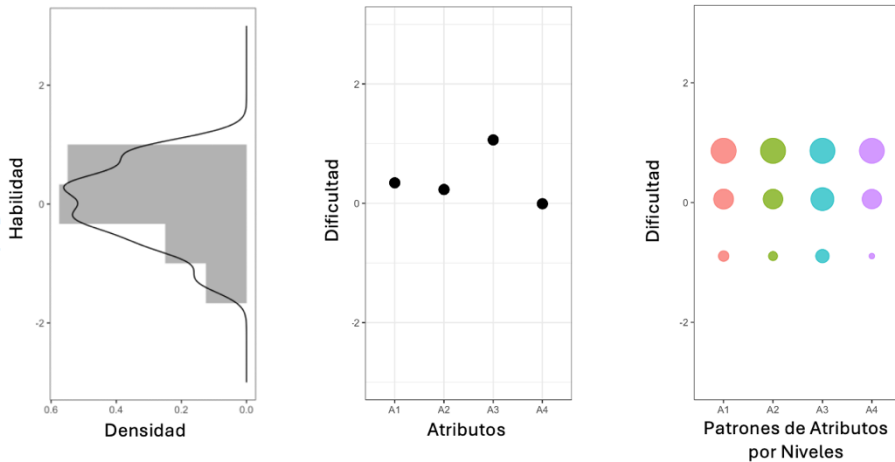 Habilidad
2
0
-2
0.6
0.4
0.2
0.0
Densidad
Dificultad
2
0
-2
A1
A2
A3
A4
Atributos
Dificultad
2
0
-2
A1
A2
A3
A4
Patrones de Atributos
por Niveles